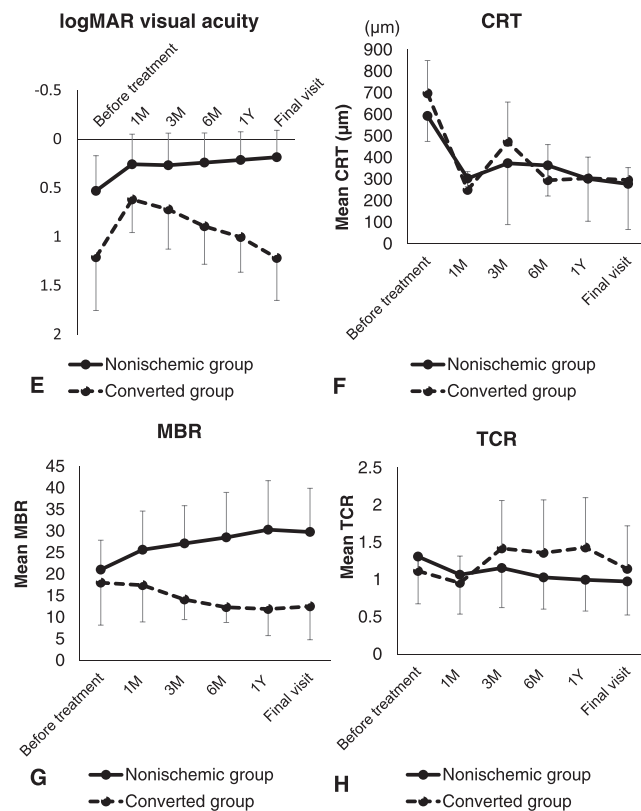 logMAR visual acuity
-0.5
0
0.5
1
1.5
2
Before treatment
1M
3M
6M
1Y
Final visit
Nonischemic group
Converted group
E
CRT
(μm)
Mean CRT (μm)
900
800
700
600
500
400
300
200
100
0
Before treatment
1M
3M
6M
1Y
Final visit
Nonischemic group
Converted group
F
MBR
Mean MBR
45
40
35
30
25
20
15
10
5
0
Before treatment
1M
3M
6M
1Y
Final visit
Nonischemic group
Converted group
G
TCR
Mean TCR
2.5
2
1.5
1
0.5
0
Before treatment
1M
3M
6M
1Y
Final visit
Nonischemic group
Converted group
H